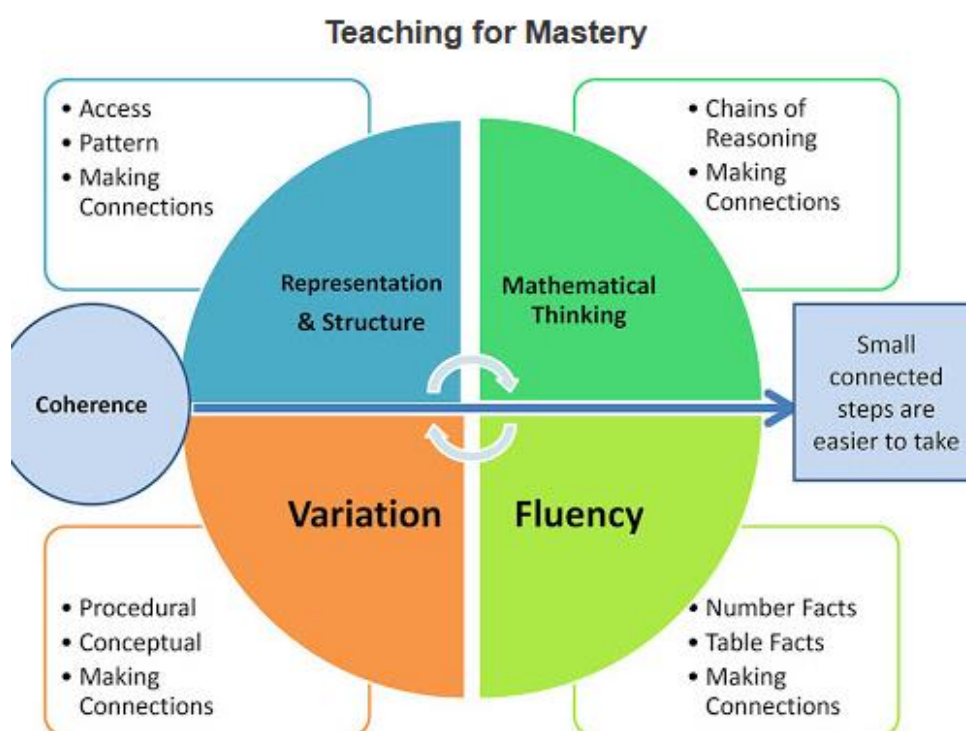 Teaching for Mastery
• Access
• Pattern
• Making
Connections
• Chains of
Reasoning
• Making
Connections
Representation
& Structure
Mathematical
Thinking
Coherence
Small
connected
steps are
easier to take
Variation
Fluency
• Procedural
• Conceptual
• Making
Connections
• Number Facts
• Table Facts
• Making
Connections